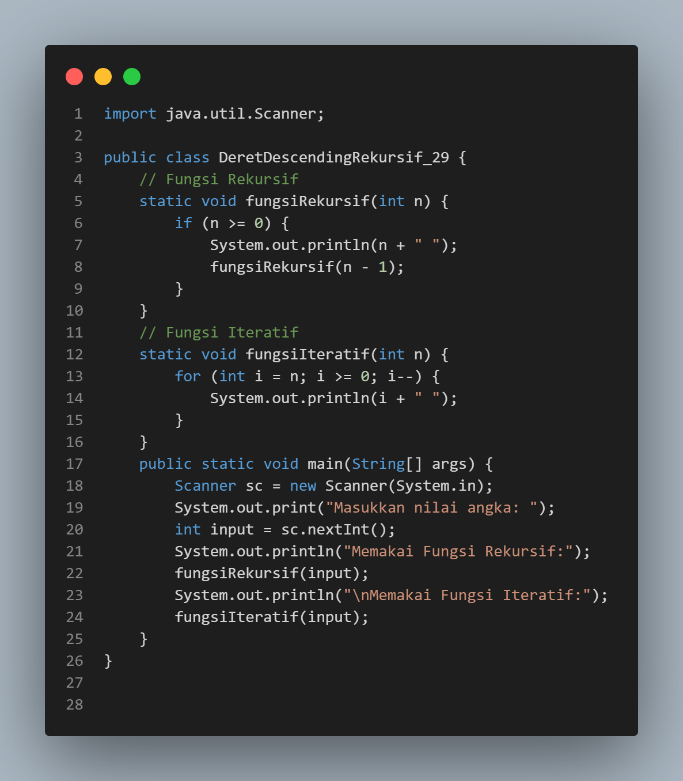 1 import java.util.Scanner;
2
3 public class DeretDescendingRekursif_29 {
4     // Fungsi Rekursif
5     static void fungsiRekursif(int n) {
6         if (n >= 0) {
7             System.out.println(n + " ");
8             fungsiRekursif(n - 1);
9         }
10     }
11     // Fungsi Iteratif
12     static void fungsiIteratif(int n) {
13         for (int i = n; i >= 0; i--) {
14             System.out.println(i + " ");
15         }
16     }
17     public static void main(String[] args) {
18         Scanner sc = new Scanner(System.in);
19         System.out.print("Masukkan nilai angka: ");
20         int input = sc.nextInt();
21         System.out.println("Memakai Fungsi Rekursif:");
22         fungsiRekursif(input);
23         System.out.println("\nMemakai Fungsi Iteratif:");
24         fungsiIteratif(input);
25     }
26 }
27
28